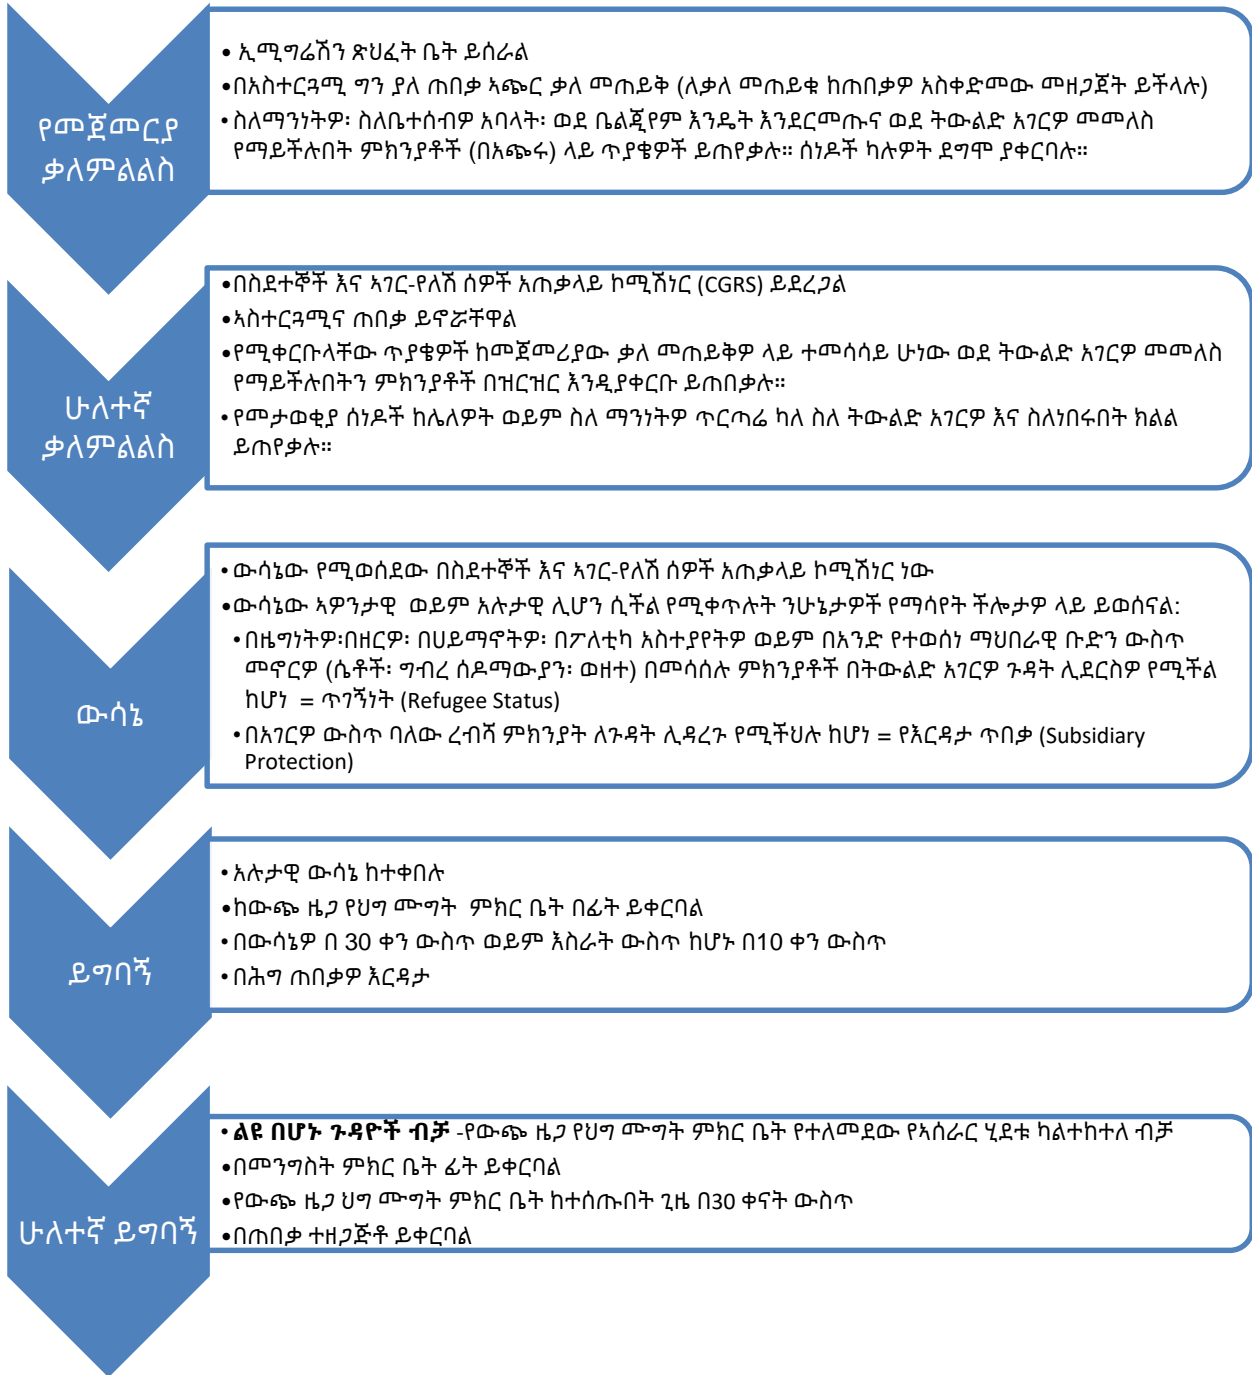 የመጀመርያ
ቃለምልልስ
• ኢሚግሬሽን ጽህፈት ቤት ይሰራል
•በአስተርጓሚ ግን ያለ ጠበቃ ኣጭር ቃለ መጠይቅ (ለቃለ መጠይቁ ከጠበቃዎ አስቀድመው መዘጋጀት ይችላሉ)
• ስለማንነትዎ፡ ስለቤተሰብዎ አባላት፡ ወደ ቤልጂየም እንዴት እንደርመጡና ወደ ትውልድ አገርዎ መመለስ
የማይችሉበት ምክንያቶች (በአጭሩ) ላይ ጥያቄዎች ይጠየቃሉ። ሰነዶች ካሉዎት ደግሞ ያቀርባሉ።
ሁለተኛ
ቃለምልልስ
•በስደተኞች እና ኣገር-የለሽ ሰዎች አጠቃላይ ኮሚሽነር (CGRS) ይደረጋል
•ኣስተርጓሚና ጠበቃ ይኖሯቸዋል
•የሚቀርቡላቸው ጥያቄዎች ከመጀመሪያው ቃለ መጠይቅዎ ላይ ተመሳሳይ ሁነው ወደ ትውልድ አገርዎ መመለስ
የማይችሉበትን ምክንያቶች በዝርዝር እንዲያቀርቡ ይጠበቃሉ።
• የመታወቂያ ሰነዶች ከሌለዎት ወይም ስለ ማንነትዎ ጥርጣሬ ካለ ስለ ትውልድ አገርዎ እና ስለነበሩበት ክልል
ይጠየቃሉ።
ውሳኔ
• ውሳኔው የሚወሰደው በስደተኞች እና ኣገር-የለሽ ሰዎች አጠቃላይ ኮሚሽነር ነው
•ውሳኔው ኣዎንታዊ ወይም አሉታዊ ሊሆን ሲችል የሚቀጥሉት ንሁኔታዎች የማሳየት ችሎታዎ ላይ ይወሰናል:
•በዜግነትዎ፡በዘርዎ፡ በሀይማኖትዎ፡ በፖለቲካ አስተያየትዎ ወይም በአንድ የተወሰነ ማህበራዊ ቡድን ውስጥ
መኖርዎ (ሴቶች፡ ግብረ ሰዶማውያን፡ ወዘተ) በመሳሰሉ ምክንያቶች በትውልድ አገርዎ ጉዳት ሊደርስዎ የሚችል
ከሆነ = ጥገኝነት (Refugee Status)
• በአገርዎ ውስጥ ባለው ረብሻ ምክንያት ለጉዳት ሊዳረጉ የሚችህሉ ከሆነ = የእርዳታ ጥበቃ (Subsidiary
Protection)
ይግባኝ
• አሉታዊ ውሳኔ ከተቀበሉ
•ከውጭ ዜጋ የህግ ሙግት ምክር ቤት በፊት ይቀርባል
• በውሳኔዎ በ 30 ቀን ውስጥ ወይም እስራት ውስጥ ከሆኑ በ10 ቀን ውስጥ
• በሕግ ጠበቃዎ እርዳታ
ሁለተኛ ይግባኝ
• ልዩ በሆኑ ጉዳዮች ብቻ -የውጭ ዜጋ የህግ ሙግት ምክር ቤት የተለመደው የኣሰራር ሂደቱ ካልተከተለ ብቻ
•በመንግስት ምክር ቤት ፊት ይቀርባል
•የውጭ ዜጋ ህግ ሙግት ምክር ቤት ከተሰጡበት ጊዜ በ30 ቀናት ውስጥ
•በጠበቃ ተዘጋጅቶ ይቀርባል